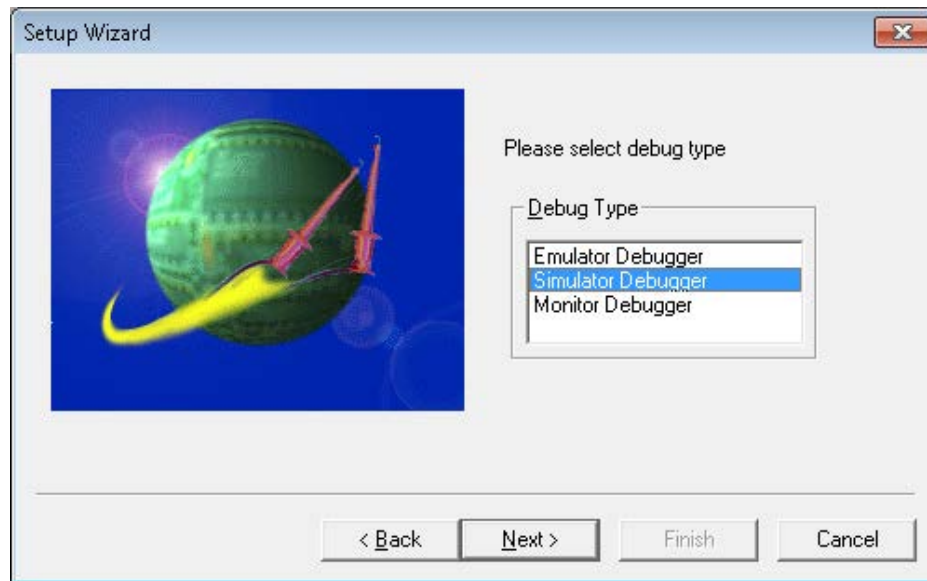 Setup Wizard
Please select debug type
Debug Type
Emulator Debugger
Simulator Debugger
Monitor Debugger
< Back
Next >
Finish
Cancel